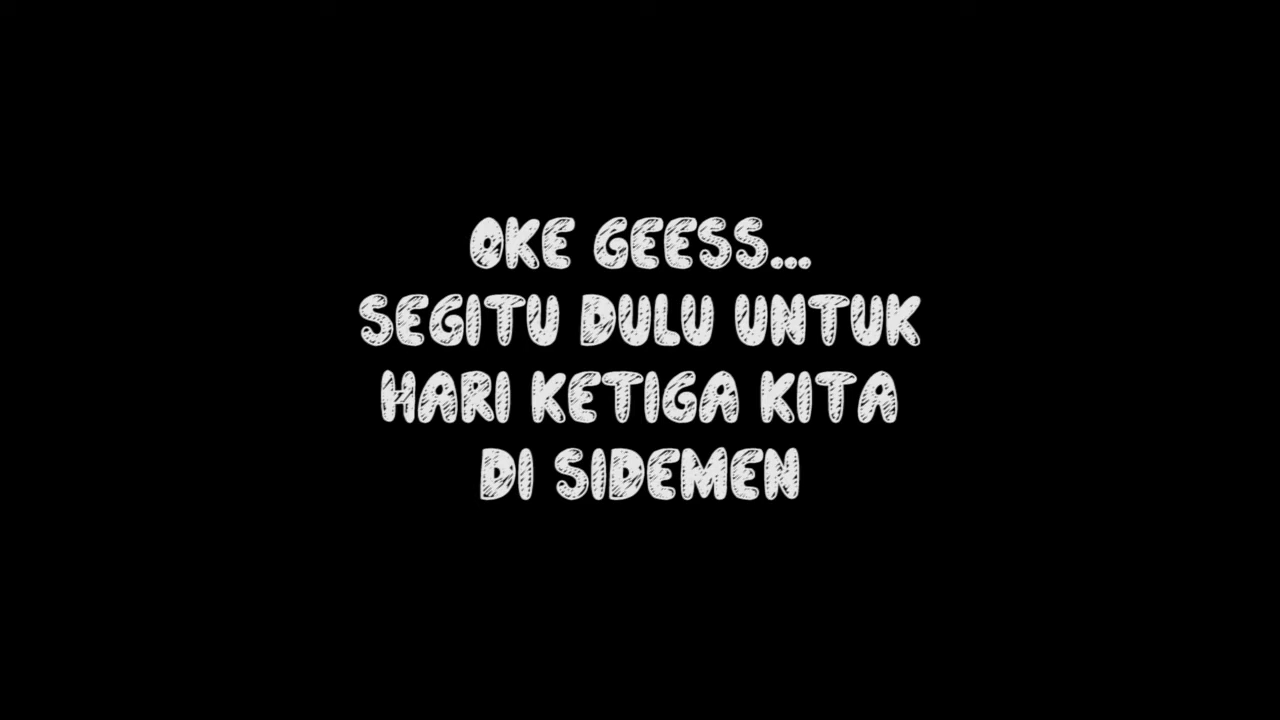 OKE GEESS...
SEGITU DULU UNTUK
HARI KETIGA KITA
DI SIDEMEN